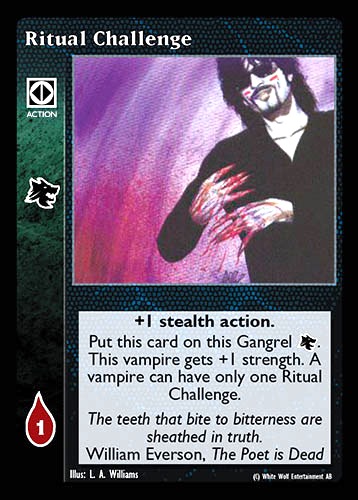 Ritual Challenge
ACTION
+1 stealth action.
Put this card on this Gangrel .
This vampire gets +1 strength. A
vampire can have only one Ritual
Challenge.
The teeth that bite to bitterness are
sheathed in truth.
William Everson, The Poet is Dead
1
Illus: L. A. Williams
(C) White Wolf Entertainment AB